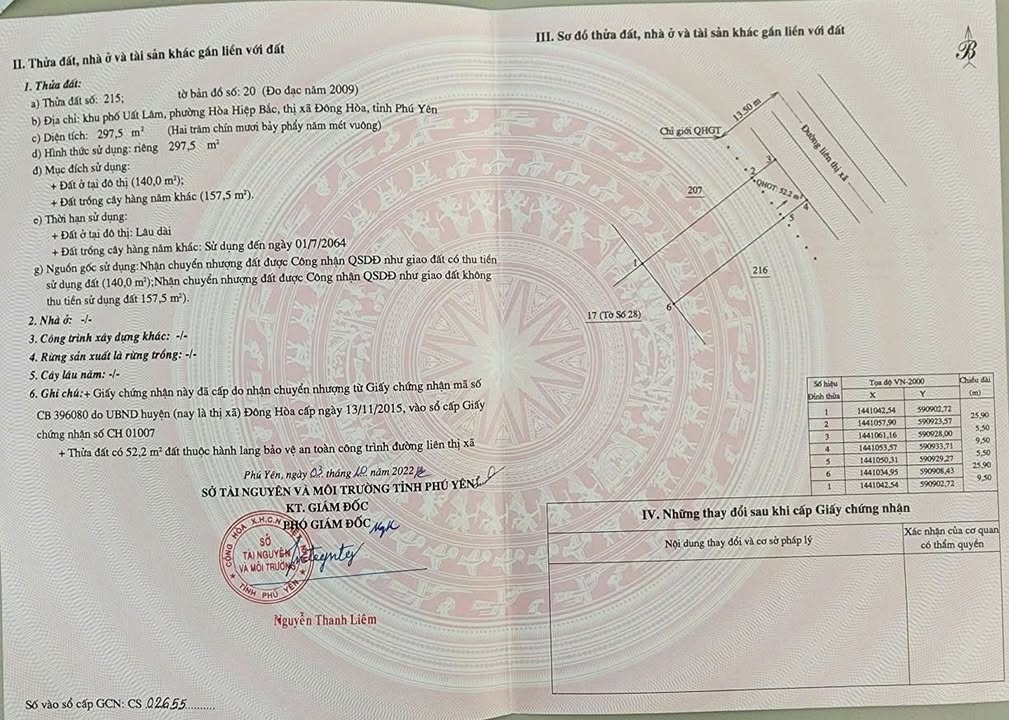 II. Thửa đất, nhà ở và tài sản khác gắn liền với đất
1. Thửa đất:
a) Thửa đất số: 215; tờ bản đồ số: 20 (Đo đạc năm 2009)
b) Địa chỉ: khu phố Uất Lâm, phường Hòa Hiệp Bắc, thị xã Đông Hòa, tỉnh Phú Yên
c) Diện tích: 297,5 m² (Hai trăm chín mươi bảy phẩy năm mét vuông)
d) Hình thức sử dụng: riêng 297,5 m²
đ) Mục đích sử dụng:
+ Đất ở tại đô thị (140,0 m²);
+ Đất trồng cây hàng năm khác (157,5 m²).
e) Thời hạn sử dụng:
+ Đất ở tại đô thị: Lâu dài
+ Đất trồng cây hàng năm khác: Sử dụng đến ngày 01/7/2064
g) Nguồn gốc sử dụng:Nhận chuyển nhượng đất được Công nhận QSDĐ như giao đất có thu tiền
sử dụng đất (140,0 m²);Nhận chuyển nhượng đất được Công nhận QSDĐ như giao đất không
thu tiền sử dụng đất 157,5 m²).
2. Nhà ở: -/-
3. Công trình xây dựng khác: -/-
4. Rừng sản xuất là rừng trồng: -/-
5. Cây lâu năm: -/-
6. Ghi chú:+ Giấy chứng nhận này đã cấp do nhận chuyển nhượng từ Giấy chứng nhận mã số
CB 396080 do UBND huyện (nay là thị xã) Đông Hòa cấp ngày 13/11/2015, vào sổ cấp Giấy
chứng nhận số CH 01007
+ Thửa đất có 52,2 m² đất thuộc hành lang bảo vệ an toàn công trình đường liên thị xã
Phú Yên, ngày 03 tháng 10 năm 2022
SỞ TÀI NGUYÊN VÀ MÔI TRƯỜNG TỈNH PHÚ YÊN
KT. GIÁM ĐỐC
PHÓ GIÁM ĐỐC
CỘNG HÒA X.H.C.N VIỆT NAM
SỞ
TÀI NGUYÊN
VÀ MÔI TRƯỜNG
TỈNH PHÚ YÊN
Nguyễn Thanh Liêm
Số vào sổ cấp GCN: CS 02655
III. Sơ đồ thửa đất, nhà ở và tài sản khác gắn liền với đất
B
13.50 m
Chỉ giới QHGT
Đường liên thị xã
3
2
QHGT: 52.2 m²
4
5
207
1
216
6
17 (Tờ Số 28)
Số hiệu Đỉnh thửa Tọa độ VN-2000 Chiều dài (m)
X Y
1 1441042,54 590902,72
25,90
2 1441057,90 590923,57
5,50
3 1441061,16 590928,00
9,50
4 1441053,57 590933,71
5,50
5 1441050,31 590929,27
25,90
6 1441034,95 590908,43
9,50
1 1441042,54 590902,72
IV. Những thay đổi sau khi cấp Giấy chứng nhận
Nội dung thay đổi và cơ sở pháp lý
Xác nhận của cơ quan
có thẩm quyền